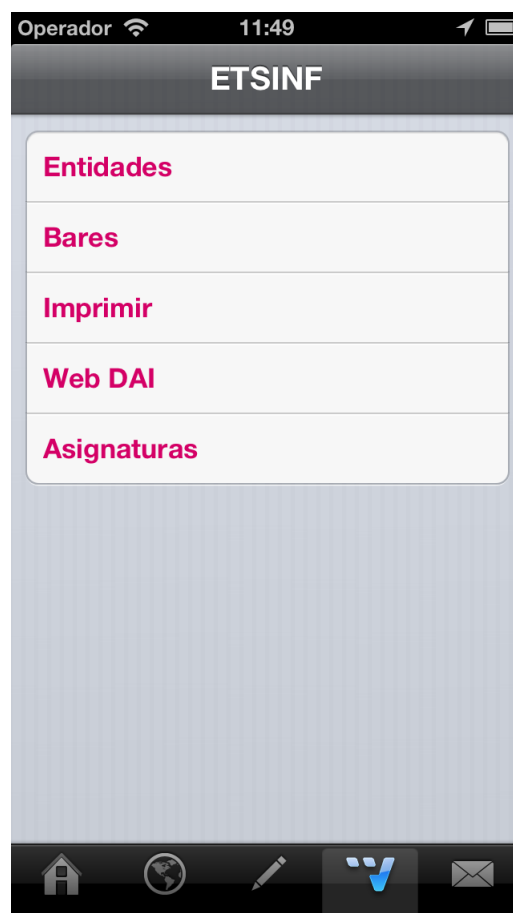 Operador 11:49
ETSINF
Entidades
Bares
Imprimir
Web DAI
Asignaturas